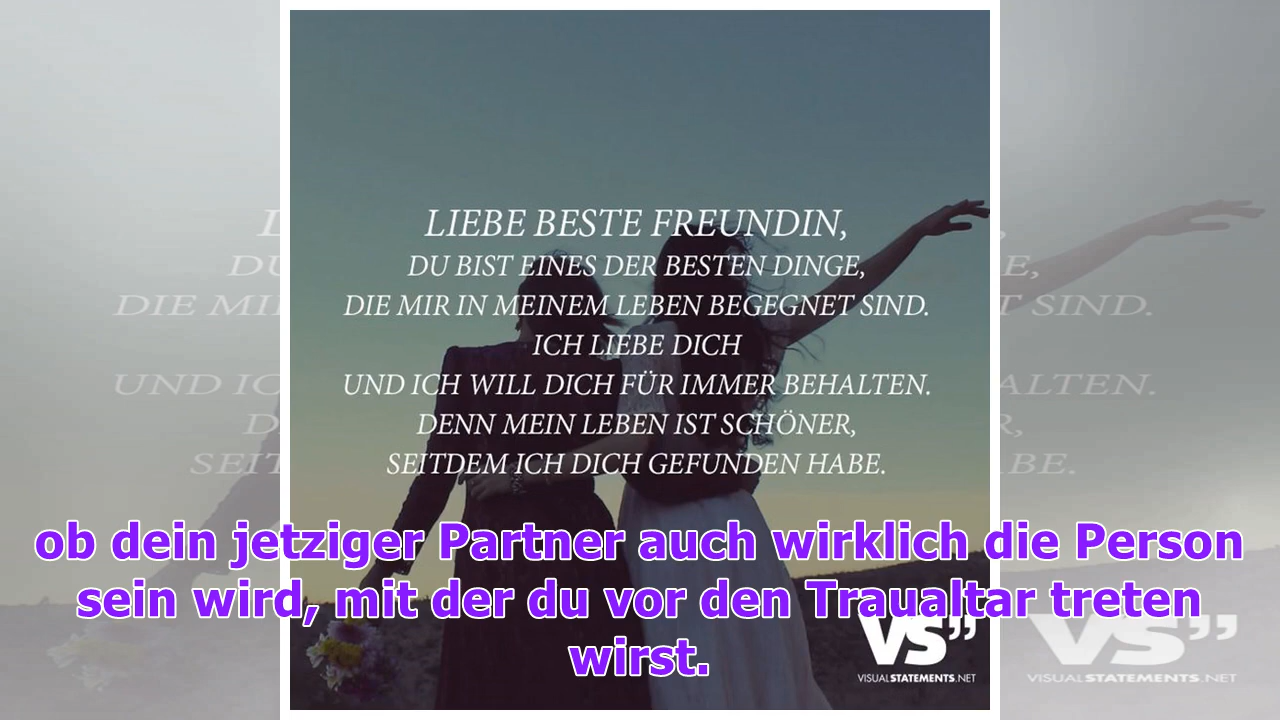 LIEBE BESTE FREUNDIN,
DU BIST EINES DER BESTEN DINGE,
DIE MIR IN MEINEM LEBEN BEGEGNET SIND.
ICH LIEBE DICH
UND ICH WILL DICH FÜR IMMER BEHALTEN.
DENN MEIN LEBEN IST SCHÖNER,
SEITDEM ICH DICH GEFUNDEN HABE.
ob dein jetziger Partner auch wirklich die Person
sein wird, mit der du vor den Traualtar treten
wirst.
VS”
VISUALSTATEMENTS.NET